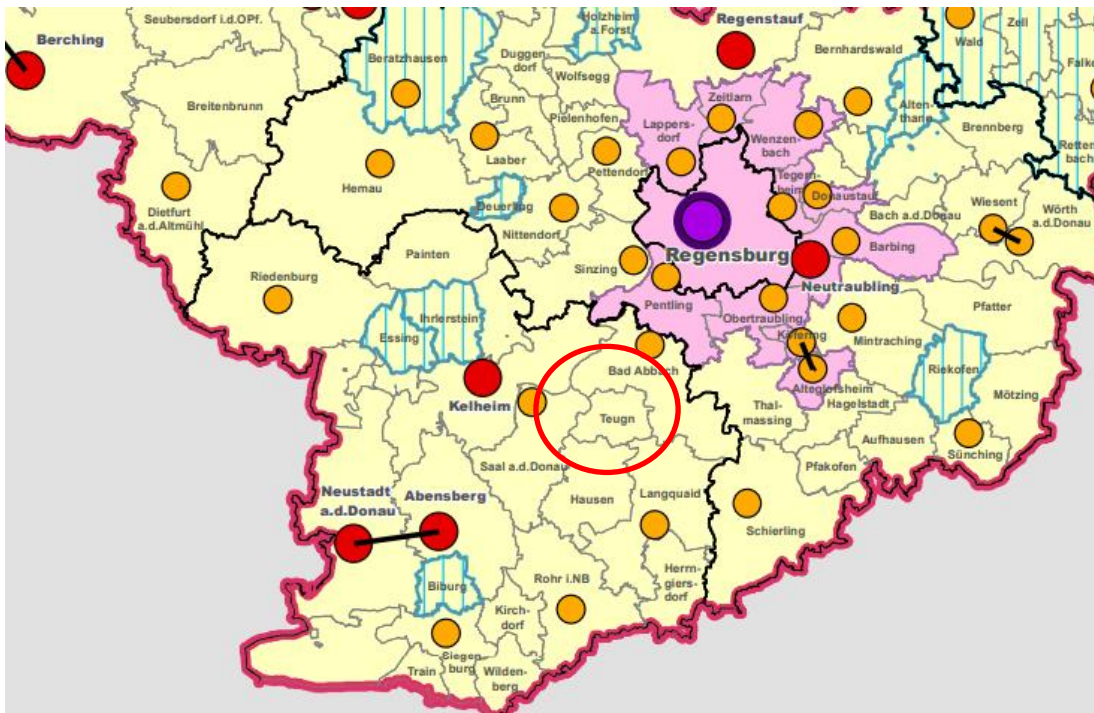 Seubersdorf i.d.OPf.
Holzheim
a.Forst
Regenstauf
Zell
Berching
Beratzhausen
Duggen-
dorf
Bernhardswald
Wald
Wolfsegg
Breitenbrunn
Brunn
Zeitlarn
Alten-
thann
Pielenhofen
Lappers-
dorf
Wenzen-
bach
Brennberg
Laaber
Hemau
Pettendorf
Tegern-
heim
Retten-
bach
Deuerling
Donaustauf
Wiesent
Dietfurt
a.d.Altmühl
Bach a.d.Donau
Wörth
a.d.Donau
Nittendorf
Barbing
Painten
Regensburg
Sinzing
Riedenburg
Neutraubling
Pentling
Pfatter
Ihrlerstein
Obertraubling
Essing
Köfering
Mintraching
Bad Abbach
Riekofen
Alteglofsheim
Kelheim
Hagelstadt
Mötzing
Teugn
Thal-
massing
Aufhausen
Sünching
Saal a.d.Donau
Pfakofen
Neustadt
a.d.Donau
Abensberg
Hausen
Langquaid
Schierling
Biburg
Rohr i.NB
Herrn-
giers-
dorf
Kirch-
dorf
Siegen
burg
Train
Wilden-
berg